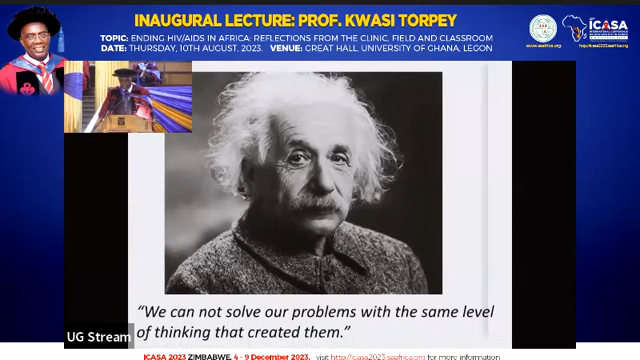 INAUGURAL LECTURE: PROF. KWASI TORPEY
TOPIC: ENDING HIV/AIDS IN AFRICA: REFLECTIONS FROM THE CLINIC, FIELD AND CLASSROOM
DATE: THURSDAY, 10TH AUGUST, 2023. VENUE: GREAT HALL, UNIVERSITY OF GHANA, LEGON
ICASA
“We can not solve our problems with the same level
of thinking that created them.”
UG Stream
ICASA 2023 ZIMBABWE, 4 - 9 December 2023. visit http://icasa2023.saafrica.org for more information